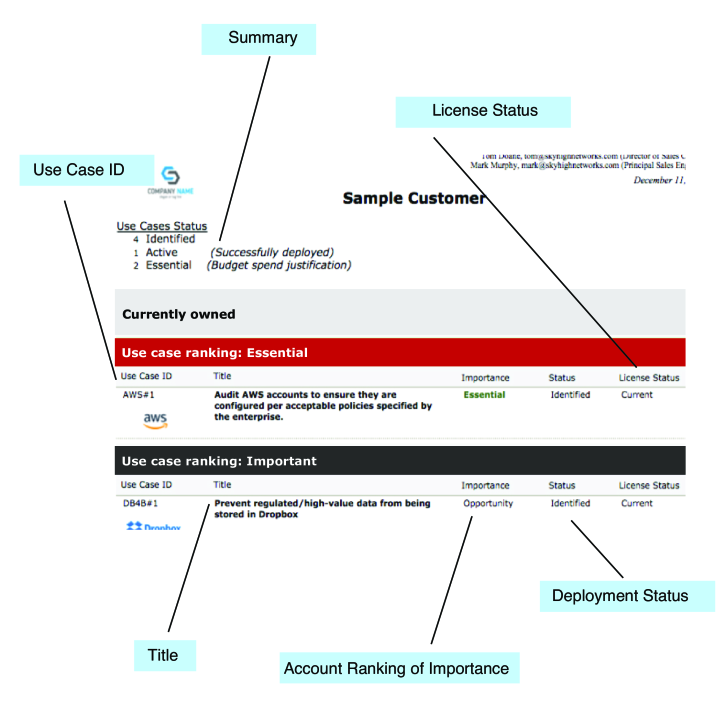 Summary
License Status
Use Case ID
Tom Doane, tom@skyhighnetworks.com (Director of Sales
Mark Murphy, mark@skyhighnetworks.com (Principal Sales En
December 11,
COMPANY NAME
Sample Customer
Use Cases Status
4 Identified
1 Active (Successfully deployed)
2 Essential (Budget spend justification)
Currently owned
Use case ranking: Essential
Use Case ID Title Importance Status License Status
AWS#1 Audit AWS accounts to ensure they are Essential Identified Current
configured per acceptable policies specified by
the enterprise.
aws
Use case ranking: Important
Use Case ID Title Importance Status License Status
DB4B#1 Prevent regulated/high-value data from being Opportunity Identified Current
stored in Dropbox
Dropbox
Deployment Status
Title
Account Ranking of Importance